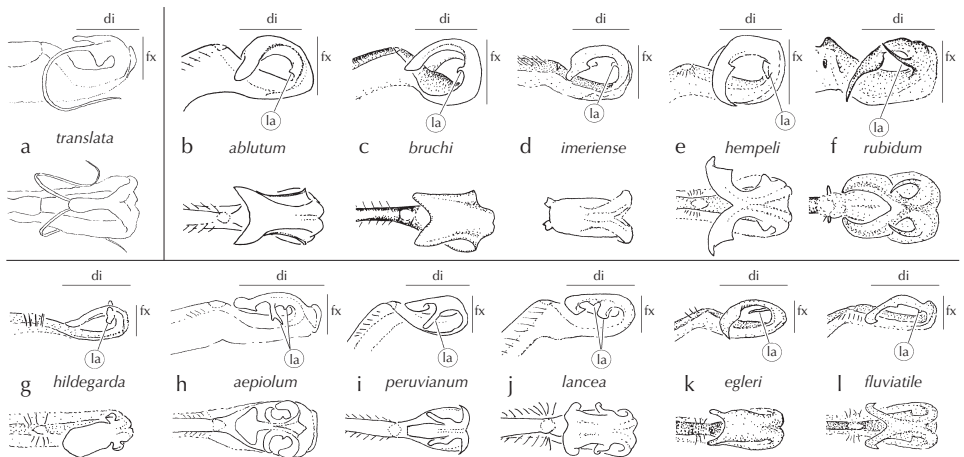 di di di di di di
fx fx fx fx fx fx
la la la la la
a translata b ablutum c bruchi d imeriense e hempeli f rubidum
di di di di di di
fx fx fx fx fx fx
la la la la la la
g hildegarda h aepiolum i peruvianum j lancea k egleri l fluviatile